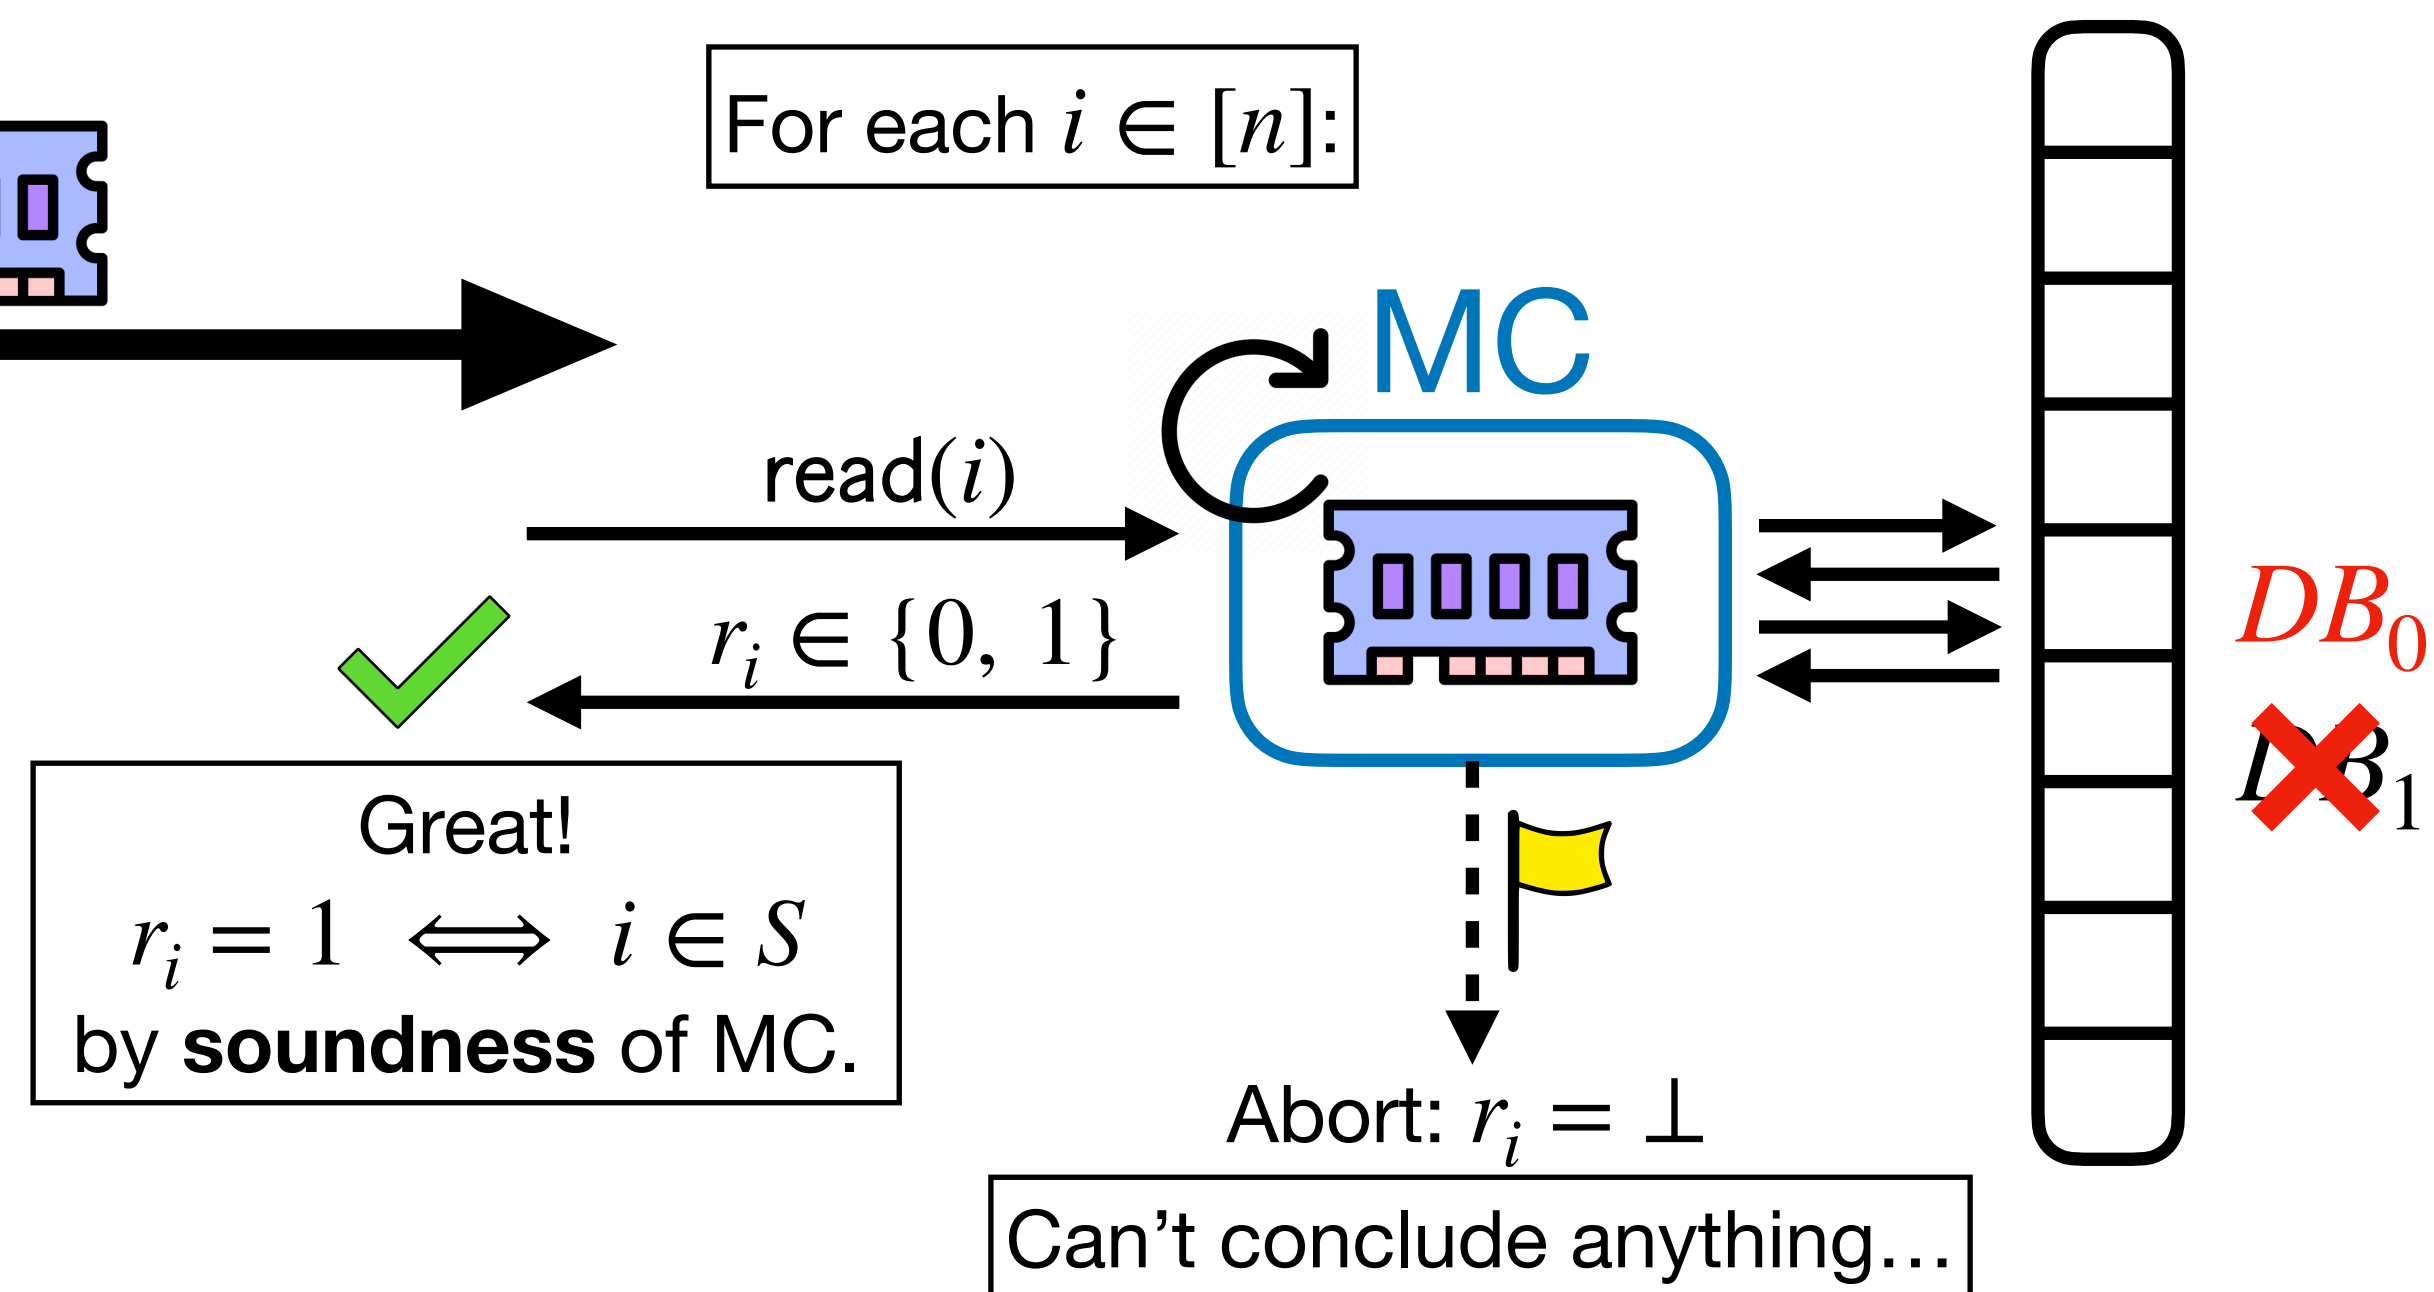 For each i ∈ [n]:
MC
read(i)
r_i ∈ {0, 1}
DB_0
DB_1
Great!
r_i = 1 ⟺ i ∈ S
by soundness of MC.
Abort: r_i = ⊥
Can't conclude anything…